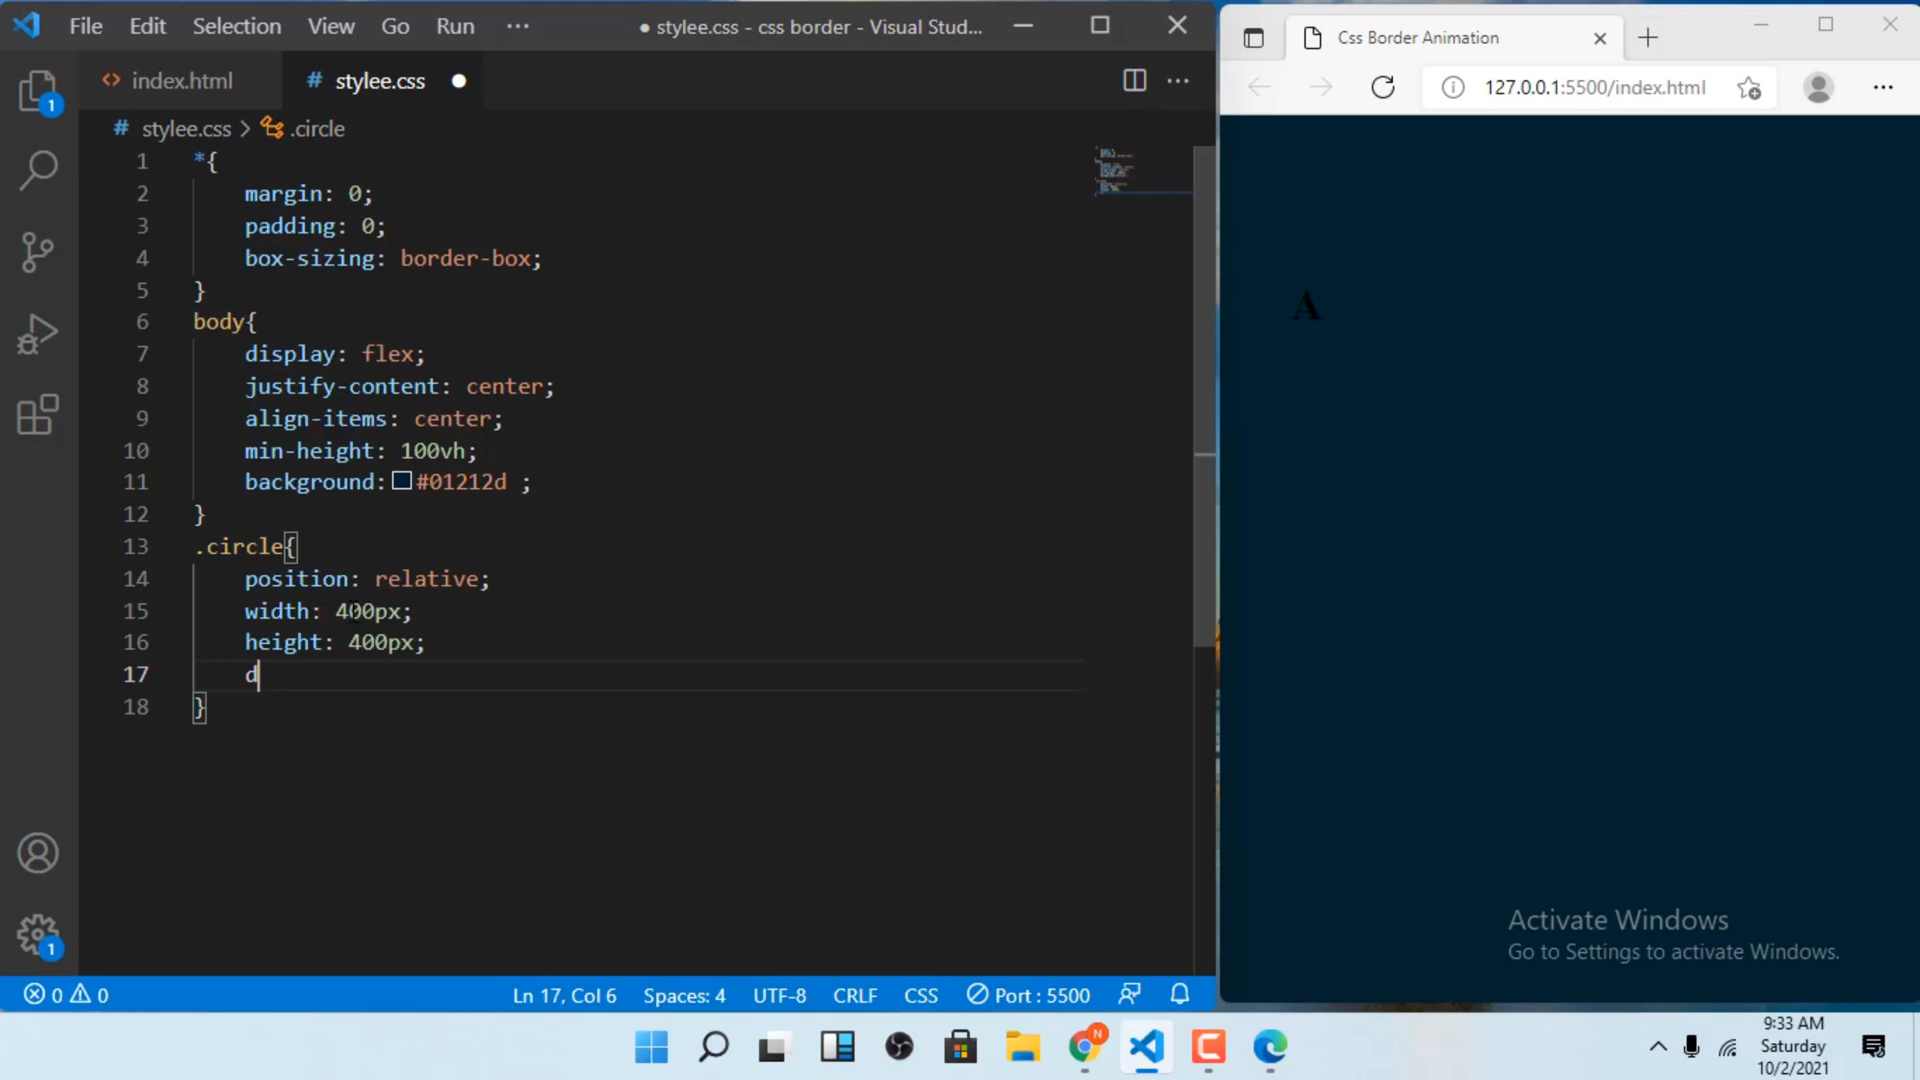 File Edit Selection View Go Run ··· ● stylee.css - css border - Visual Stud...
index.html # stylee.css
# stylee.css > .circle
1 *{
2 margin: 0;
3 padding: 0;
4 box-sizing: border-box;
5 }
6 body{
7 display: flex;
8 justify-content: center;
9 align-items: center;
10 min-height: 100vh;
11 background: #01212d ;
12 }
13 .circle{
14 position: relative;
15 width: 400px;
16 height: 400px;
17 d
18 }
1
1
0 0 Ln 17, Col 6 Spaces: 4 UTF-8 CRLF CSS Port : 5500
Css Border Animation
127.0.0.1:5500/index.html
A
Activate Windows
Go to Settings to activate Windows.
N
9:33 AM
Saturday
10/2/2021